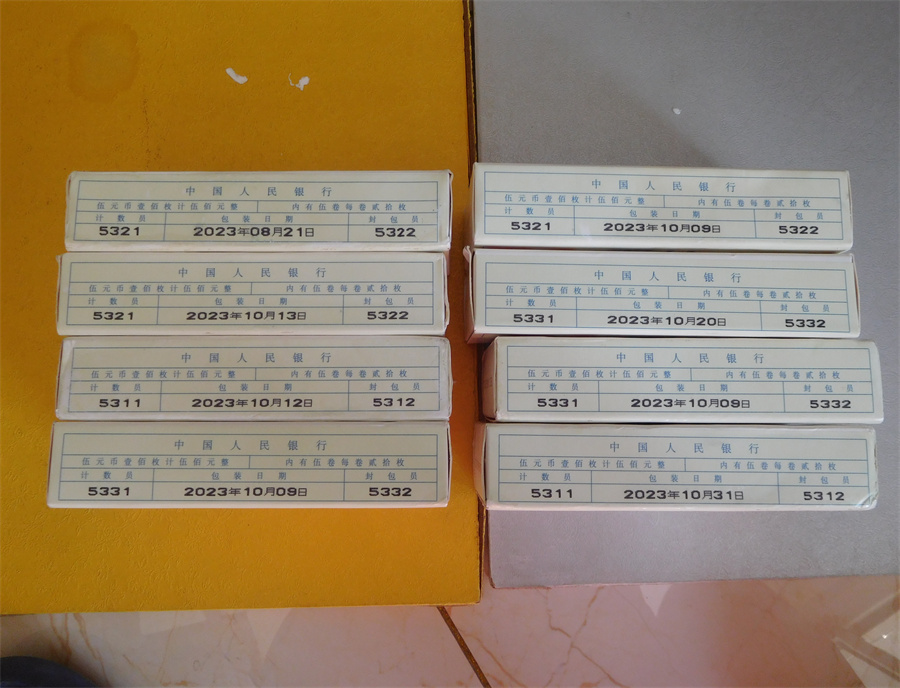 中国人民银行
伍元币壹佰枚计伍佰元整 内有伍卷每卷贰拾枚
计数员 包装日期 封包员
5321 2023年08月21日 5322
中国人民银行
伍元币壹佰枚计伍佰元整 内有伍卷每卷贰拾枚
计数员 包装日期 封包员
5321 2023年10月13日 5322
中国人民银行
伍元币壹佰枚计伍佰元整 内有伍卷每卷贰拾枚
计数员 包装日期 封包员
5311 2023年10月12日 5312
中国人民银行
伍元币壹佰枚计伍佰元整 内有伍卷每卷贰拾枚
计数员 包装日期 封包员
5331 2023年10月09日 5332
中国人民银行
伍元币壹佰枚计伍佰元整 内有伍卷每卷贰拾枚
计数员 包装日期 封包员
5321 2023年10月09日 5322
中国人民银行
伍元币壹佰枚计伍佰元整 内有伍卷每卷贰拾枚
计数员 包装日期 封包员
5331 2023年10月20日 5332
中国人民银行
伍元币壹佰枚计伍佰元整 内有伍卷每卷贰拾枚
计数员 包装日期 封包员
5331 2023年10月09日 5332
中国人民银行
伍元币壹佰枚计伍佰元整 内有伍卷每卷贰拾枚
计数员 包装日期 封包员
5311 2023年10月31日 5312